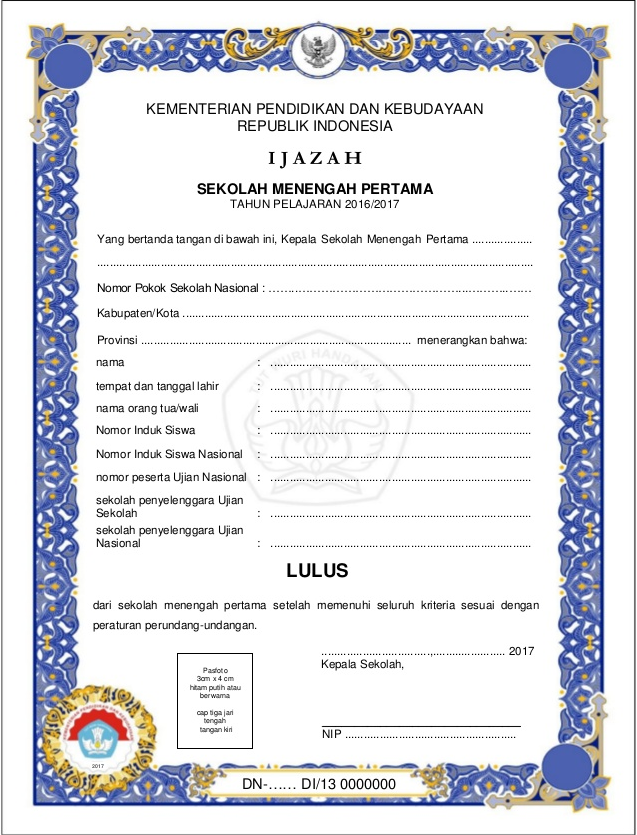 KEMENTERIAN PENDIDIKAN DAN KEBUDAYAAN
REPUBLIK INDONESIA
I J A Z A H
SEKOLAH MENENGAH PERTAMA
TAHUN PELAJARAN 2016/2017
Yang bertanda tangan di bawah ini, Kepala Sekolah Menengah Pertama ...................
..........................................................................................................................................
Nomor Pokok Sekolah Nasional : ....................................................................................
Kabupaten/Kota ..............................................................................................................
Provinsi ....................................................................................... menerangkan bahwa:
nama : ...................................................................................
tempat dan tanggal lahir : ...................................................................................
nama orang tua/wali : ...................................................................................
Nomor Induk Siswa : ...................................................................................
Nomor Induk Siswa Nasional : ...................................................................................
nomor peserta Ujian Nasional : ...................................................................................
sekolah penyelenggara Ujian
Sekolah : ...................................................................................
sekolah penyelenggara Ujian
Nasional : ...................................................................................
TUT WURI HANDAYANI
LULUS
dari sekolah menengah pertama setelah memenuhi seluruh kriteria sesuai dengan
peraturan perundang-undangan.
...................................,....................... 2017
Kepala Sekolah,
Pasfoto
3cm x 4 cm
hitam putih atau
berwarna
cap tiga jari
tengah
tangan kiri
NIP ......................................................
2017
DN-…… DI/13 0000000